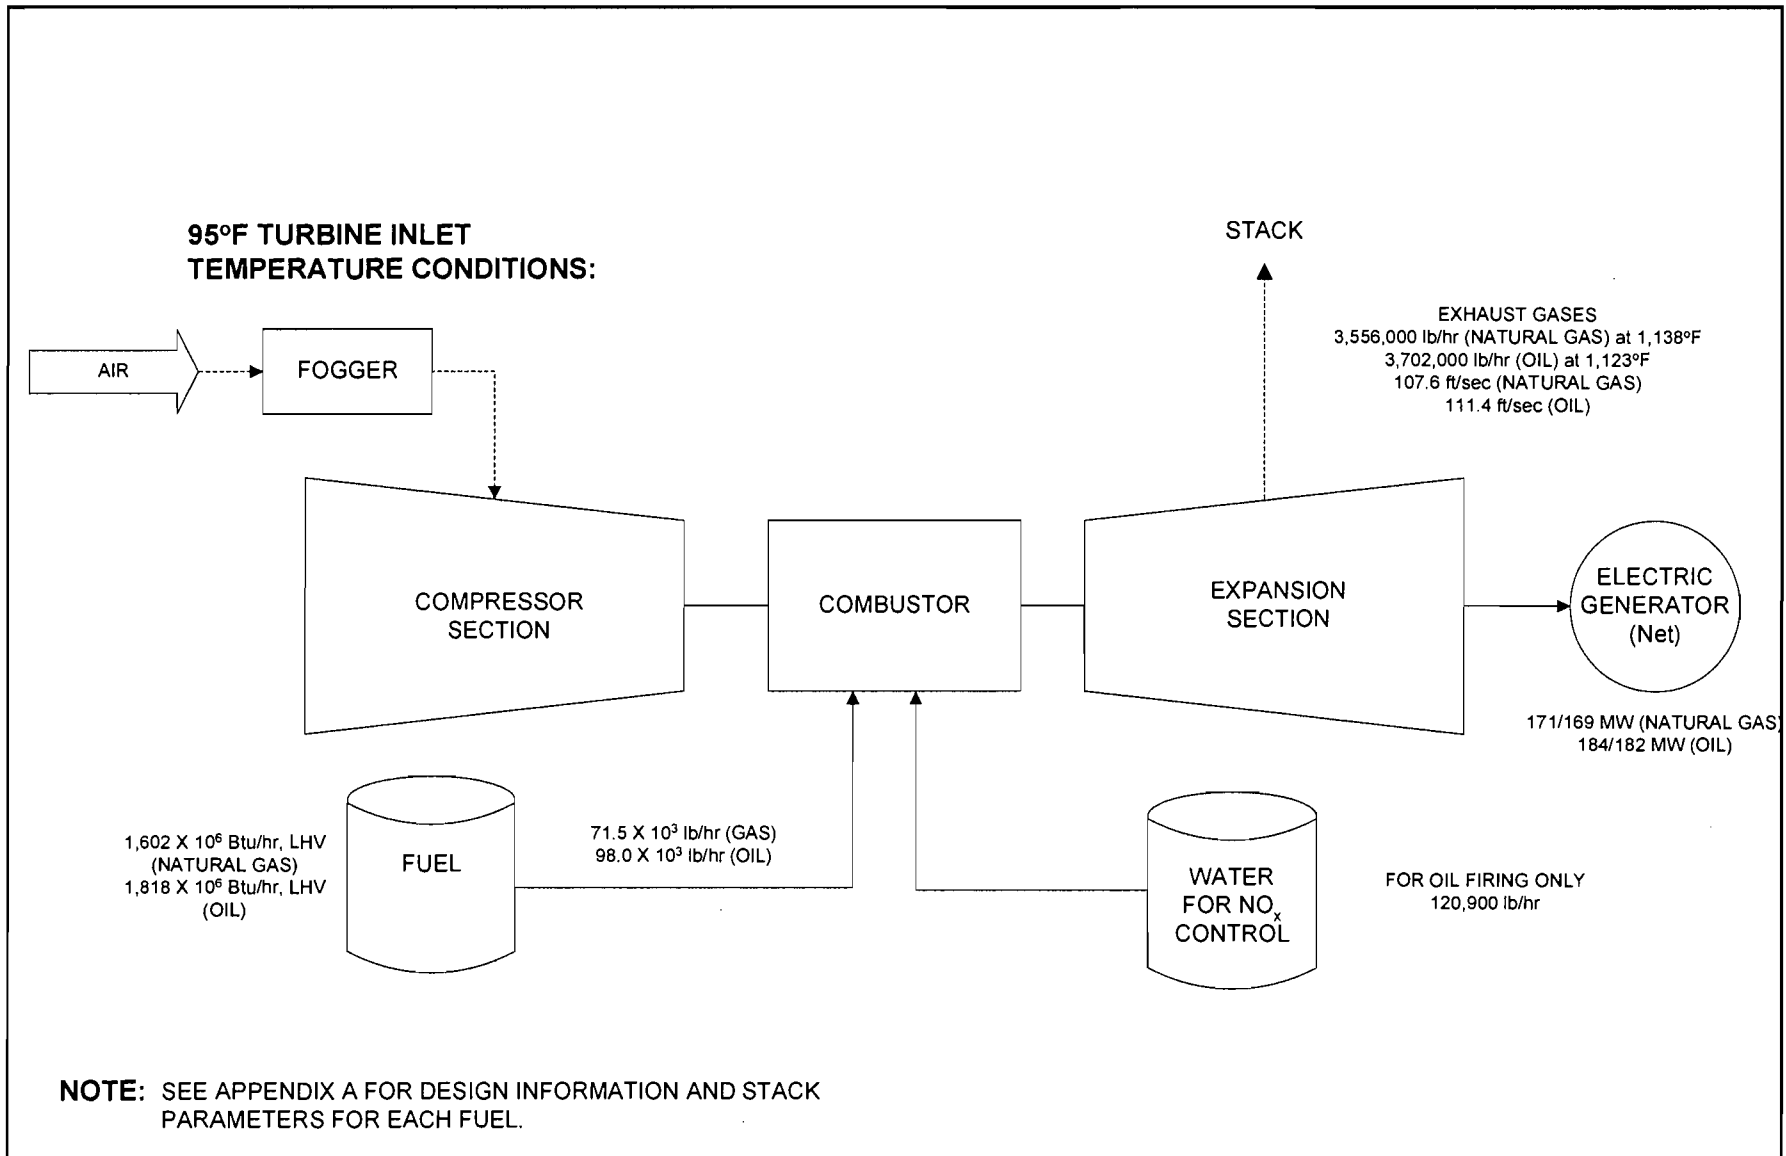 95ºF TURBINE INLET
TEMPERATURE CONDITIONS:
AIR
FOGGER
STACK
EXHAUST GASES
3,556,000 lb/hr (NATURAL GAS) at 1,138ºF
3,702,000 lb/hr (OIL) at 1,123ºF
107.6 ft/sec (NATURAL GAS)
111.4 ft/sec (OIL)
COMPRESSOR
SECTION
COMBUSTOR
EXPANSION
SECTION
ELECTRIC
GENERATOR
(Net)
171/169 MW (NATURAL GAS)
184/182 MW (OIL)
1,602 X 10⁶ Btu/hr, LHV
(NATURAL GAS)
1,818 X 10⁶ Btu/hr, LHV
(OIL)
FUEL
71.5 X 10³ lb/hr (GAS)
98.0 X 10³ lb/hr (OIL)
WATER
FOR NOₓ
CONTROL
FOR OIL FIRING ONLY
120,900 lb/hr
NOTE: SEE APPENDIX A FOR DESIGN INFORMATION AND STACK
PARAMETERS FOR EACH FUEL.